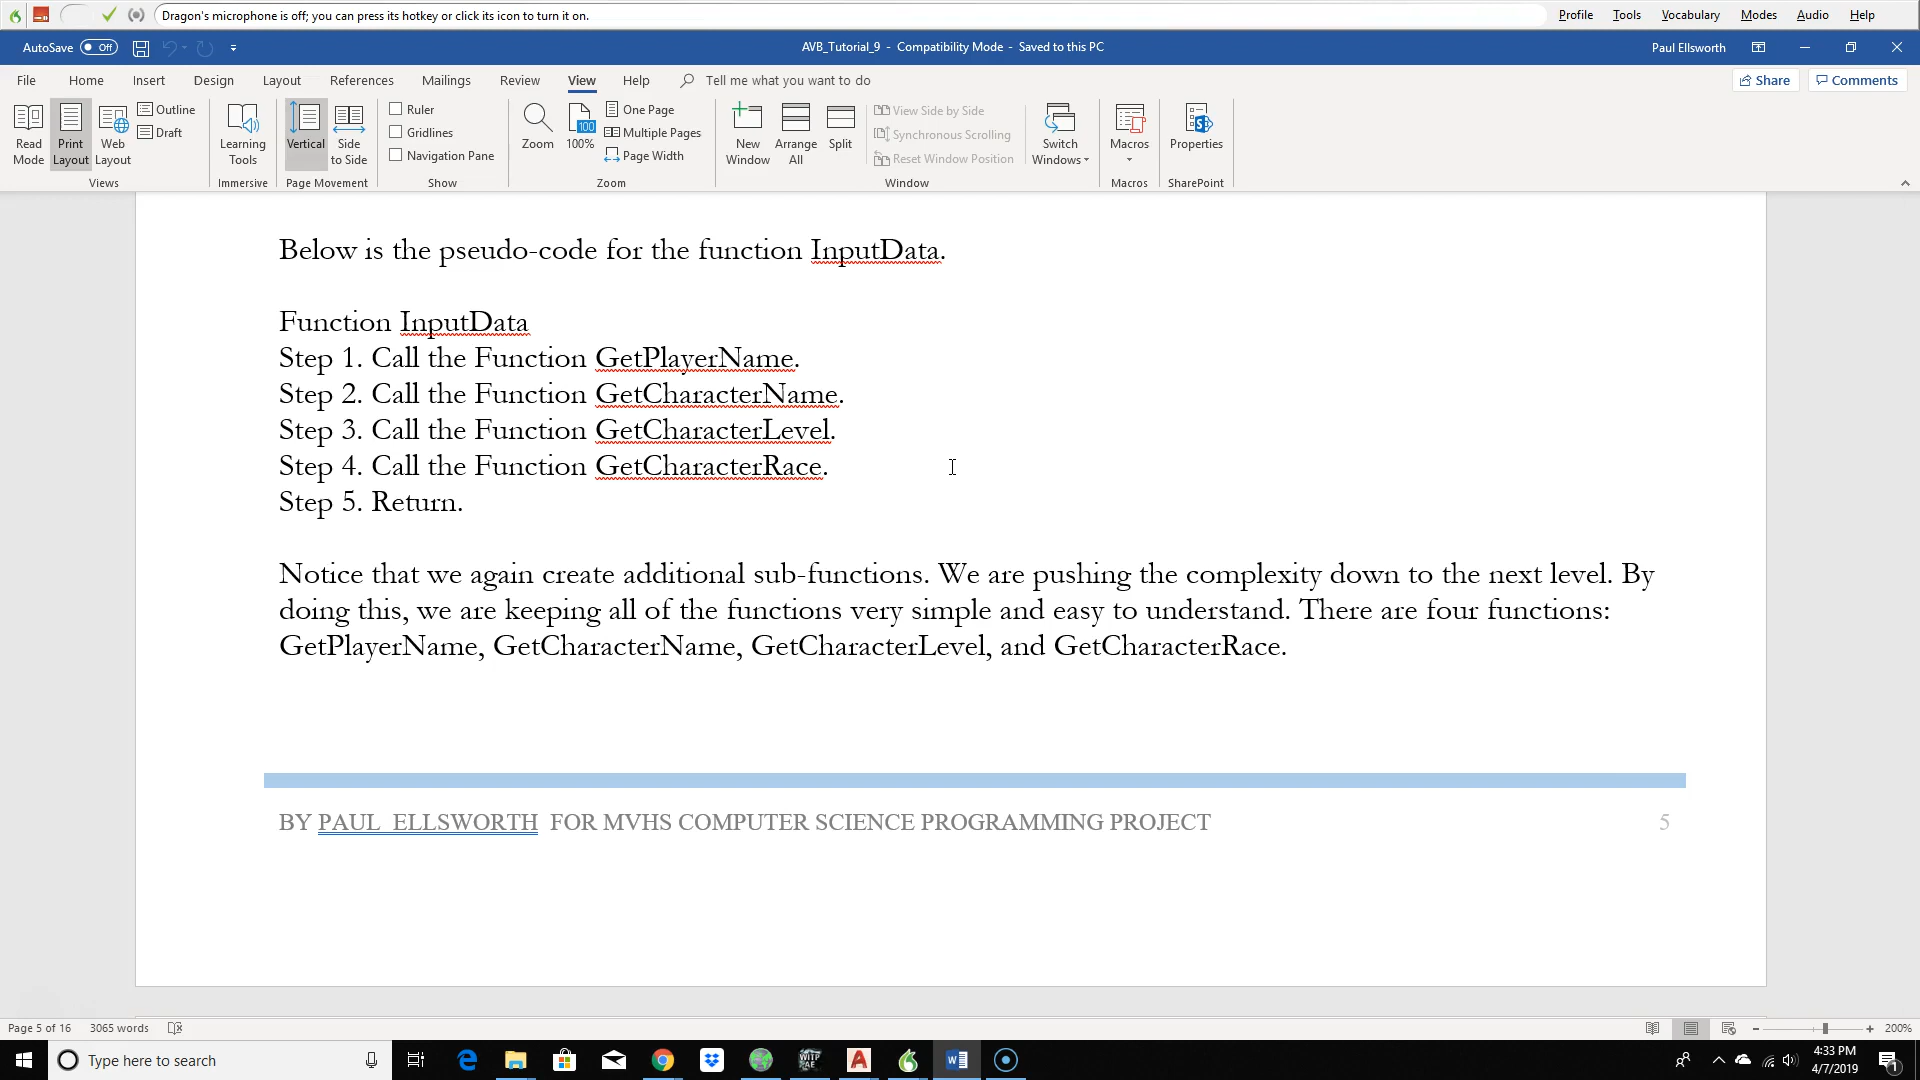 Dragon's microphone is off; you can press its hotkey or click its icon to turn it on.
Profile Tools Vocabulary Modes Audio Help
AutoSave Off
AVB_Tutorial_9 - Compatibility Mode - Saved to this PC
Paul Ellsworth
File Home Insert Design Layout References Mailings Review View Help Tell me what you want to do
Share Comments
Read Mode
Print Layout
Web Layout
Outline
Draft
Views
Learning Tools
Immersive
Vertical
Side to Side
Page Movement
Ruler
Gridlines
Navigation Pane
Show
Zoom
100
100%
One Page
Multiple Pages
Page Width
Zoom
New Window
Arrange All
Split
View Side by Side
Synchronous Scrolling
Reset Window Position
Switch Windows
Window
Macros
Macros
Properties
SharePoint
Below is the pseudo-code for the function InputData.
Function InputData
Step 1. Call the Function GetPlayerName.
Step 2. Call the Function GetCharacterName.
Step 3. Call the Function GetCharacterLevel.
Step 4. Call the Function GetCharacterRace.
Step 5. Return.
Notice that we again create additional sub-functions. We are pushing the complexity down to the next level. By
doing this, we are keeping all of the functions very simple and easy to understand. There are four functions:
GetPlayerName, GetCharacterName, GetCharacterLevel, and GetCharacterRace.
BY PAUL ELLSWORTH FOR MVHS COMPUTER SCIENCE PROGRAMMING PROJECT 5
Page 5 of 16 3065 words
200%
Type here to search
4:33 PM
4/7/2019
1